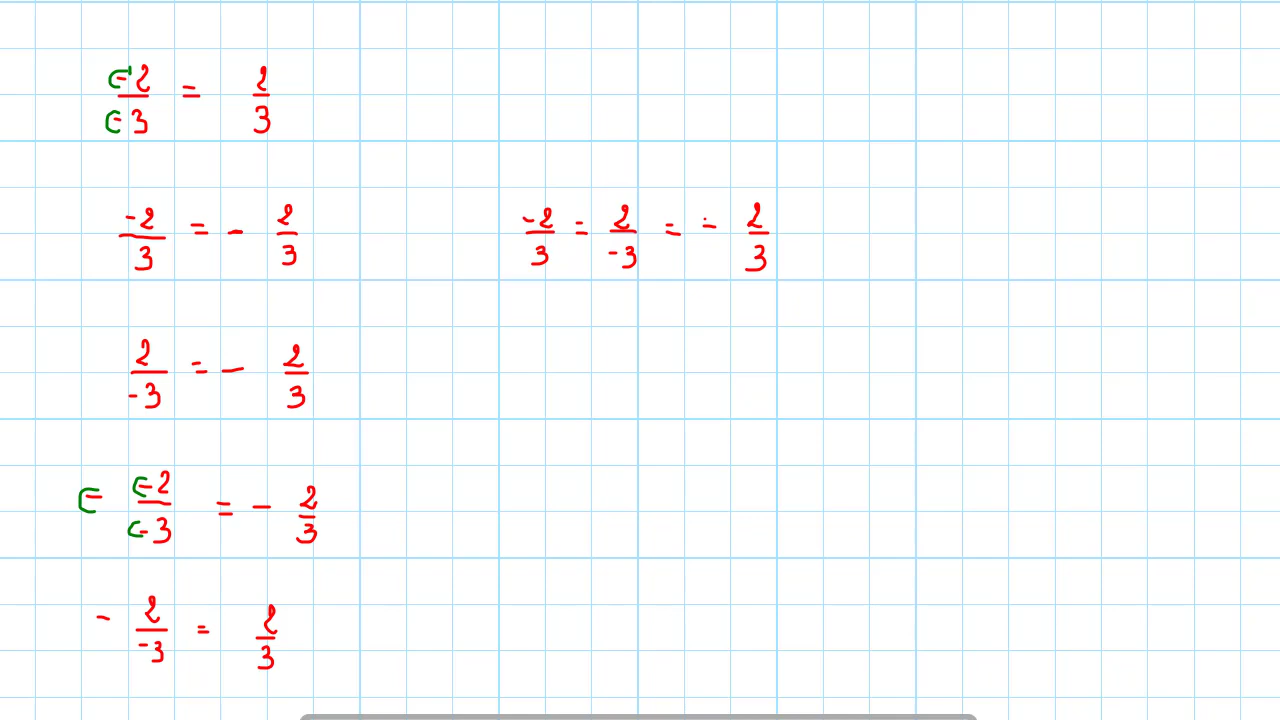 -2/-3 = 2/3
-2/3 = - 2/3
-2/3 = 2/-3 = - 2/3
2/-3 = - 2/3
- -2/-3 = - 2/3
- 2/-3 = 2/3